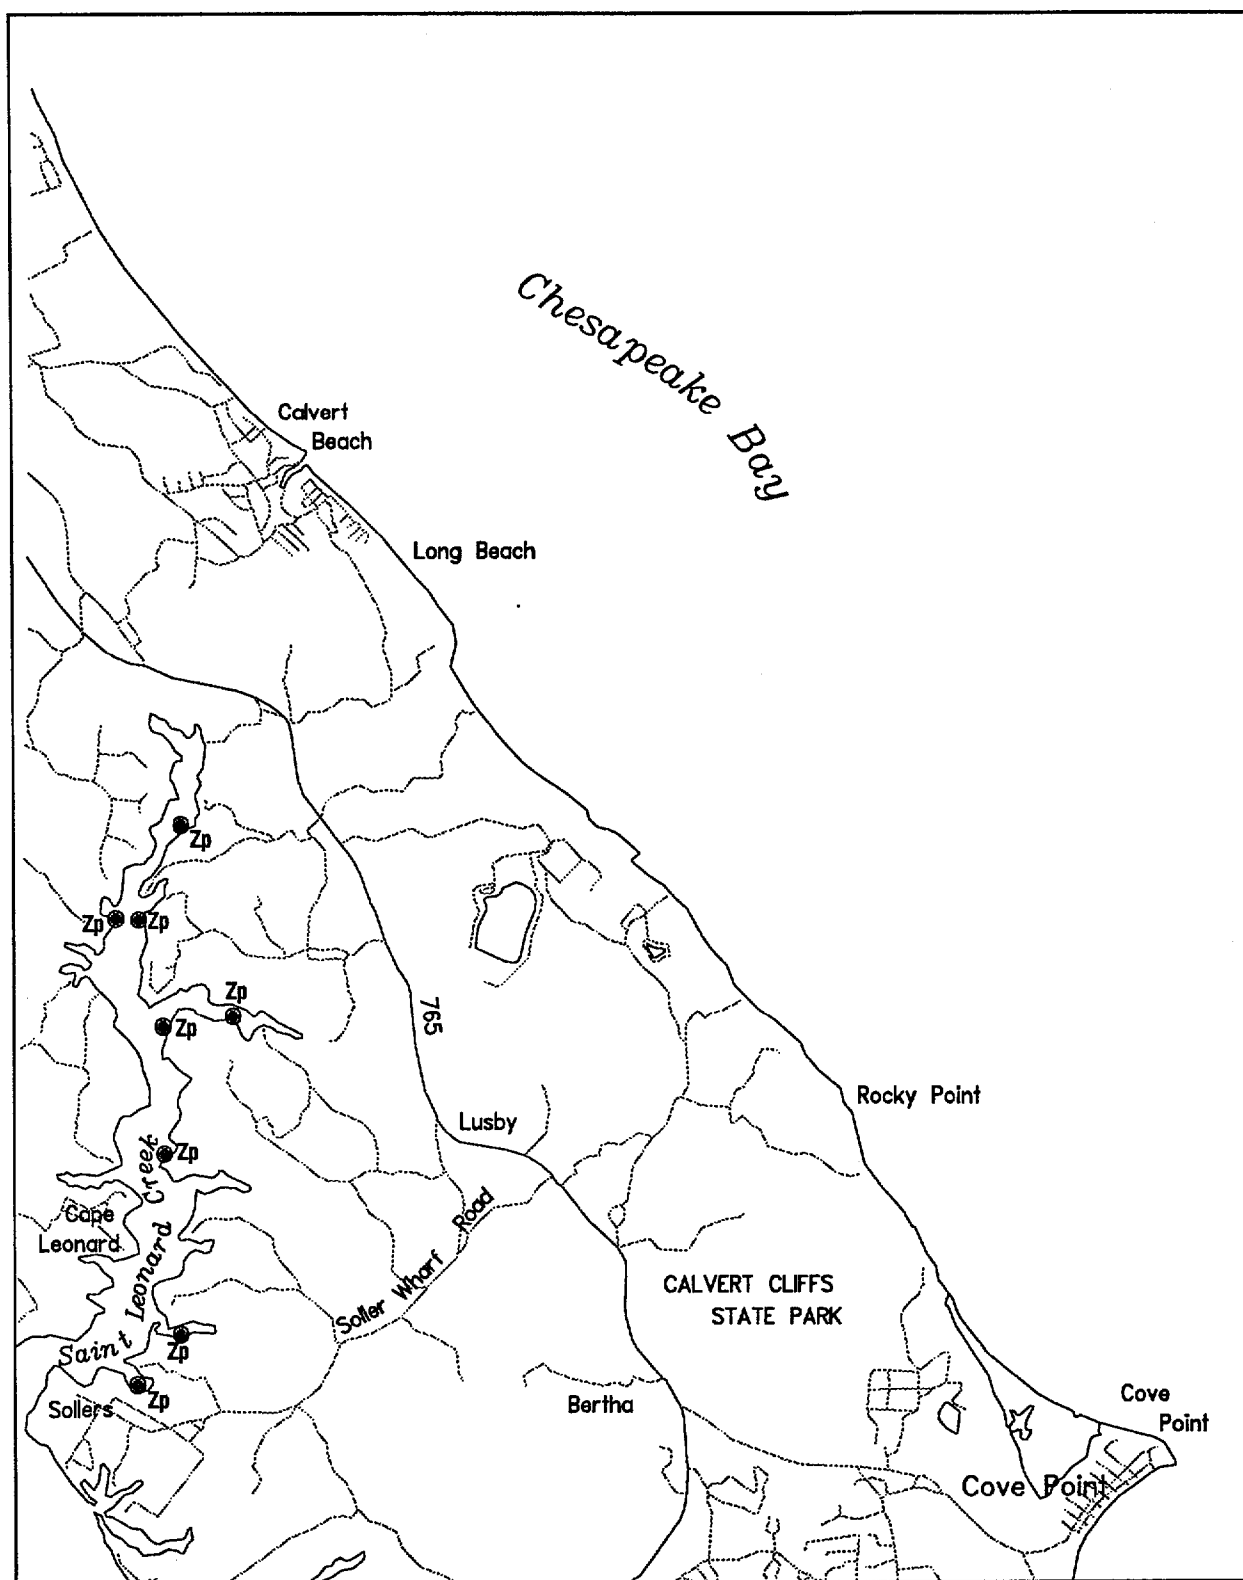 Chesapeake Bay
Calvert
Beach
Long Beach
Zp
Zp
Zp
Zp
Zp
765
Rocky Point
Lusby
Zp
Cape
Leonard
Saint Leonard Creek
Soller Wharf Road
CALVERT CLIFFS
STATE PARK
Zp
Zp
Sollers
Bertha
Cove
Point
Cove Point